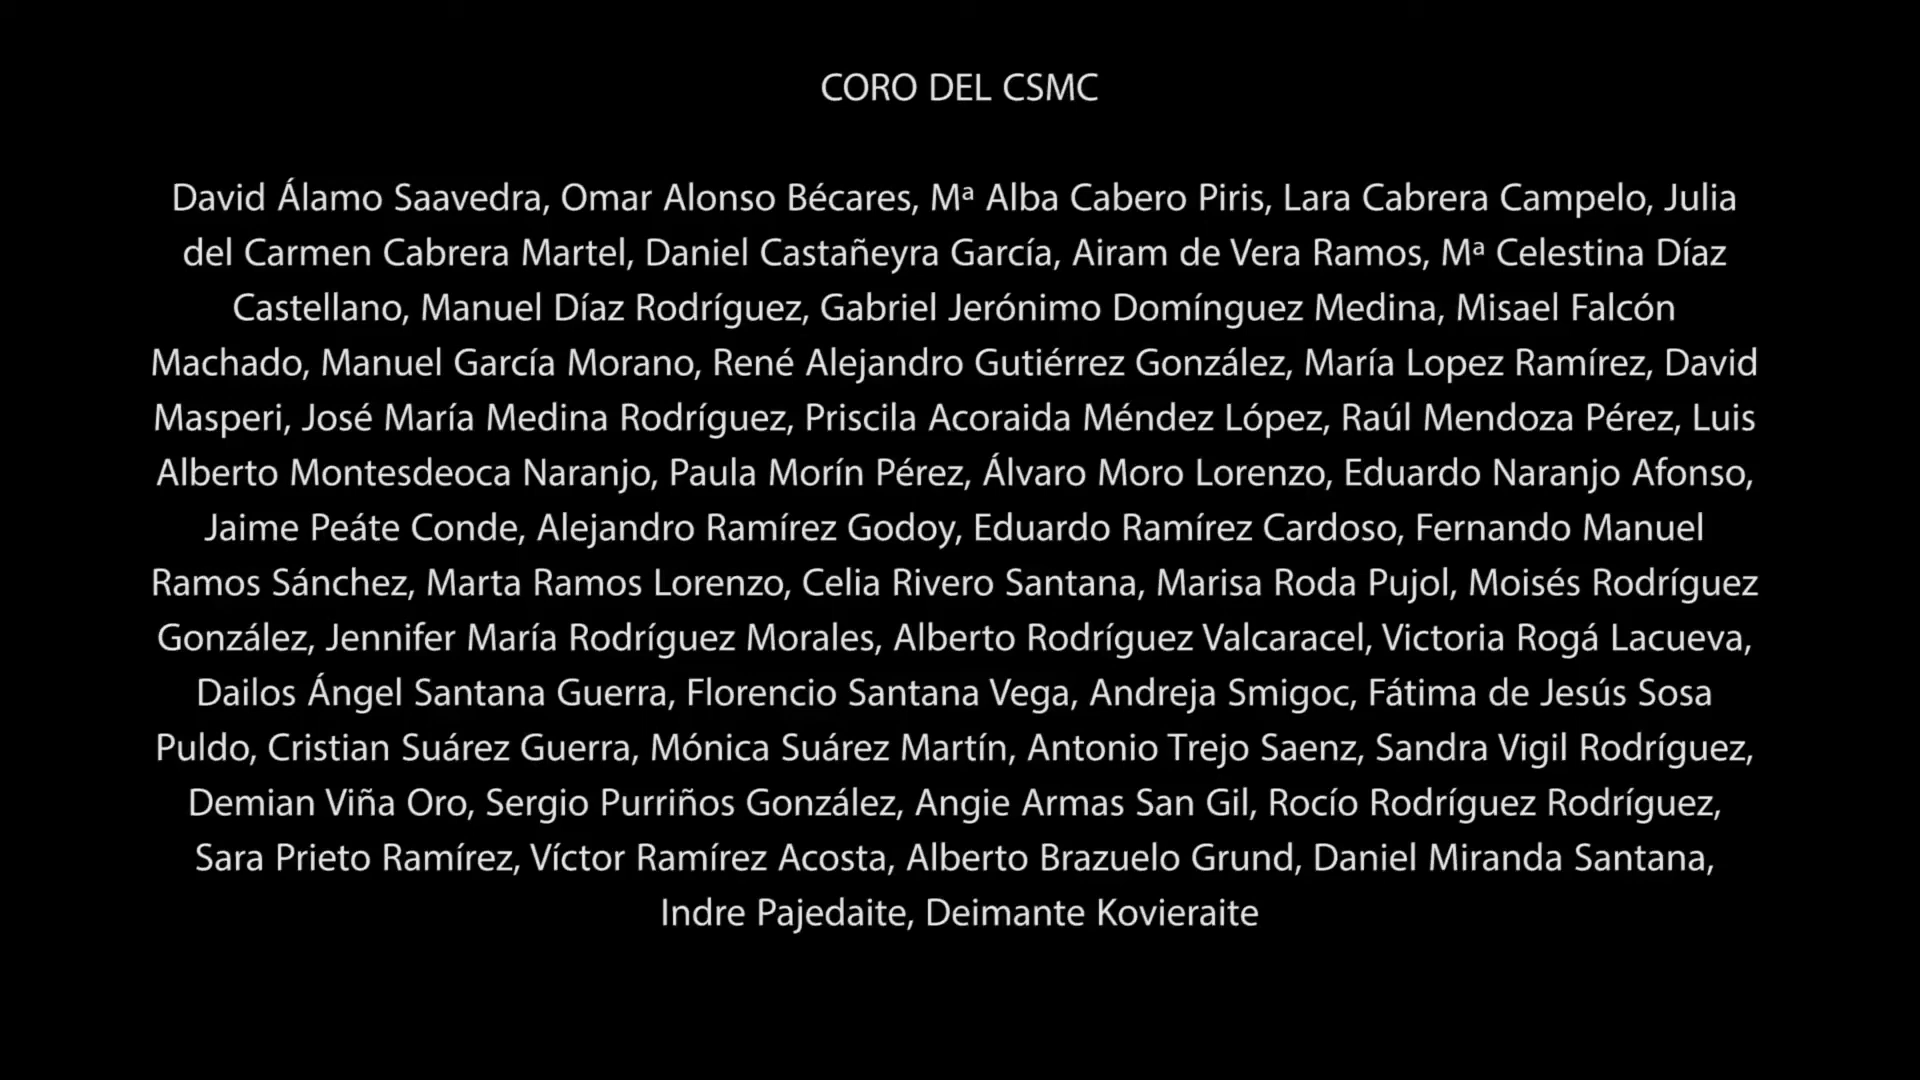 CORO DEL CSMC
David Álamo Saavedra, Omar Alonso Bécares, Mª Alba Cabero Piris, Lara Cabrera Campelo, Julia
del Carmen Cabrera Martel, Daniel Castañeyra García, Airam de Vera Ramos, Mª Celestina Díaz
Castellano, Manuel Díaz Rodríguez, Gabriel Jerónimo Domínguez Medina, Misael Falcón
Machado, Manuel García Morano, René Alejandro Gutiérrez González, María Lopez Ramírez, David
Masperi, José María Medina Rodríguez, Priscila Acoraida Méndez López, Raúl Mendoza Pérez, Luis
Alberto Montesdeoca Naranjo, Paula Morín Pérez, Álvaro Moro Lorenzo, Eduardo Naranjo Afonso,
Jaime Peáte Conde, Alejandro Ramírez Godoy, Eduardo Ramírez Cardoso, Fernando Manuel
Ramos Sánchez, Marta Ramos Lorenzo, Celia Rivero Santana, Marisa Roda Pujol, Moisés Rodríguez
González, Jennifer María Rodríguez Morales, Alberto Rodríguez Valcaracel, Victoria Rogá Lacueva,
Dailos Ángel Santana Guerra, Florencio Santana Vega, Andreja Smigoc, Fátima de Jesús Sosa
Puldo, Cristian Suárez Guerra, Mónica Suárez Martín, Antonio Trejo Saenz, Sandra Vigil Rodríguez,
Demian Viña Oro, Sergio Purriños González, Angie Armas San Gil, Rocío Rodríguez Rodríguez,
Sara Prieto Ramírez, Víctor Ramírez Acosta, Alberto Brazuelo Grund, Daniel Miranda Santana,
Indre Pajedaite, Deimante Kovieraite